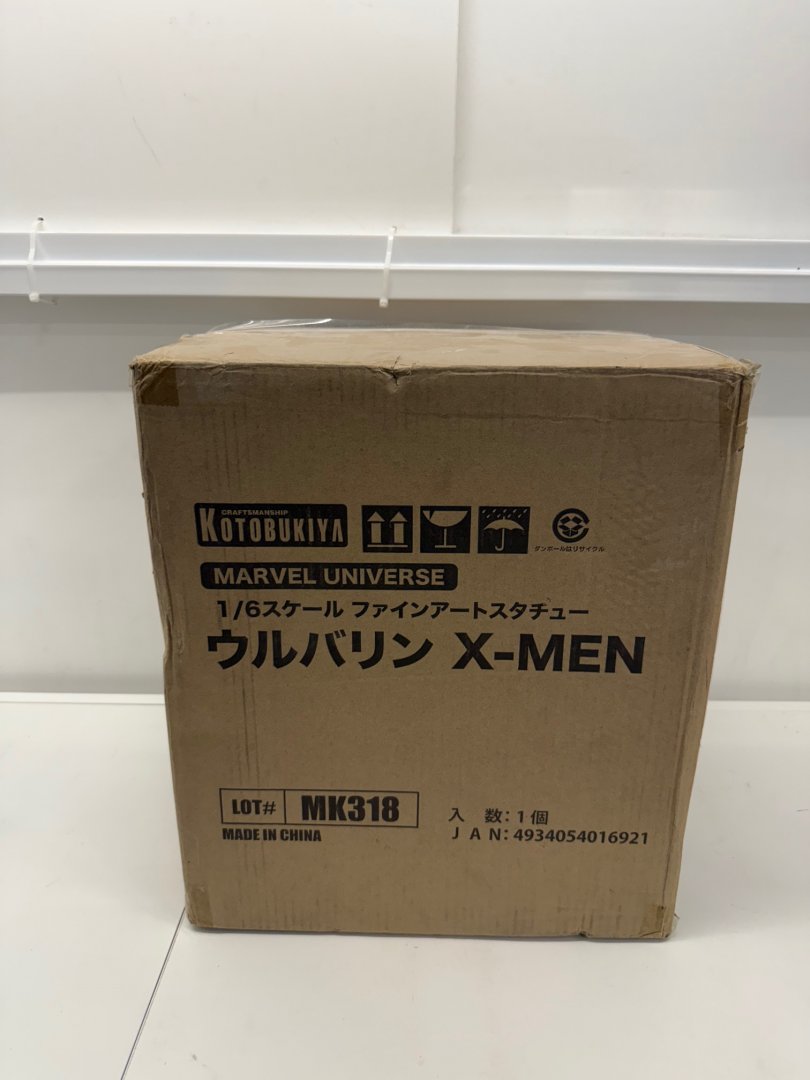 CRAFTSMANSHIP
KOTOBUKIYA
ダンボールはリサイクル
MARVEL UNIVERSE
1/6スケール ファインアートスタチュー
ウルバリン X-MEN
LOT# MK318
MADE IN CHINA
入 数：1個
J A N：4934054016921